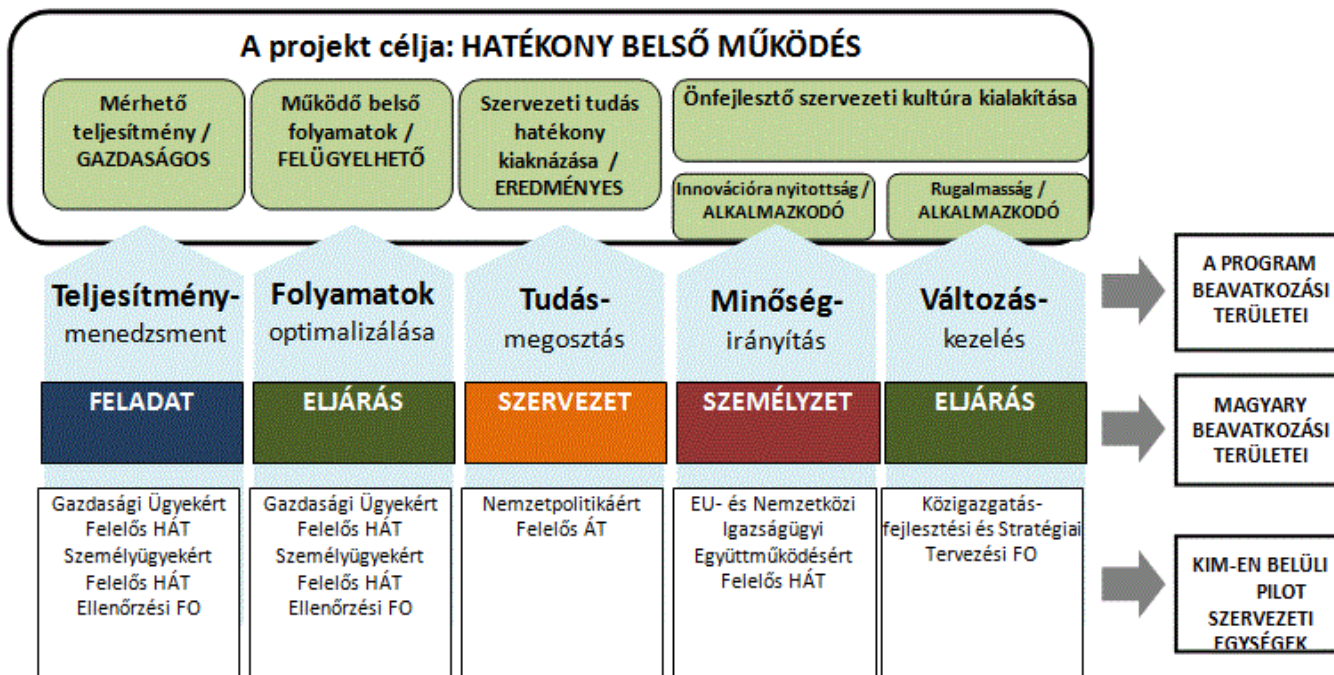 A projekt célja: HATÉKONY BELSŐ MŰKÖDÉS
Mérhető
teljesítmény /
GAZDASÁGOS
Működő belső
folyamatok /
FELÜGYELHETŐ
Szervezeti tudás
hatékony
kiaknázása /
EREDMÉNYES
Önfejlesztő szervezeti kultúra kialakítása
Innovációra nyitottság /
ALKALMAZKODÓ
Rugalmasság /
ALKALMAZKODÓ
Teljesítmény-
menedzsment
Folyamatok
optimalizálása
Tudás-
megosztás
Minőség-
irányítás
Változás-
kezelés
A PROGRAM
BEAVATKOZÁSI
TERÜLETEI
FELADAT
ELJÁRÁS
SZERVEZET
SZEMÉLYZET
ELJÁRÁS
MAGYARY
BEAVATKOZÁSI
TERÜLETEI
Gazdasági Ügyekért
Felelős HÁT
Személyügyekért
Felelős HÁT
Ellenőrzési FO
Gazdasági Ügyekért
Felelős HÁT
Személyügyekért
Felelős HÁT
Ellenőrzési FO
Nemzetpolitikáért
Felelős ÁT
EU- és Nemzetközi
Igazságügyi
Együttműködésért
Felelős HÁT
Közigazgatás-
fejlesztési és Stratégiai
Tervezési FO
KIM-EN BELÜLI
PILOT
SZERVEZETI
EGYSÉGEK